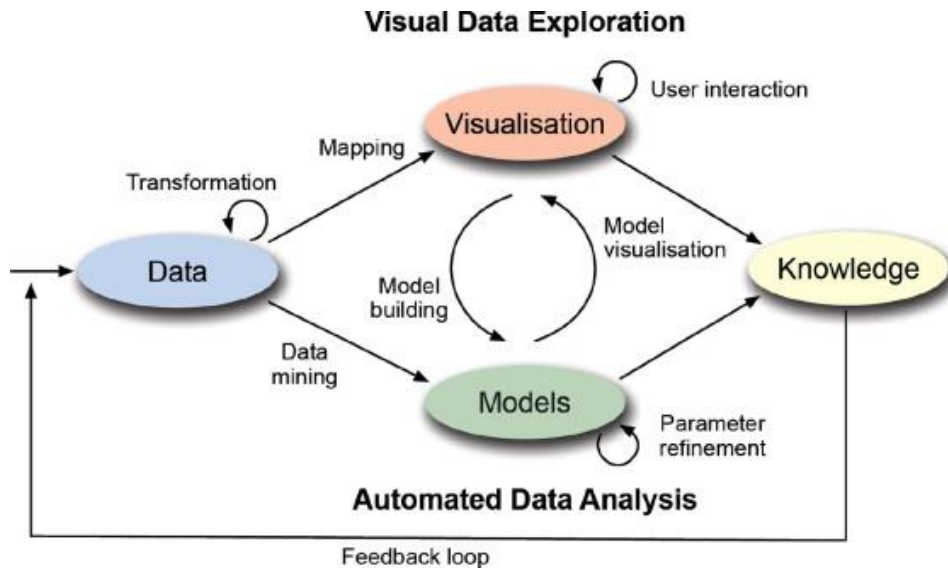 Visual Data Exploration
User interaction
Visualisation
Mapping
Transformation
Model
visualisation
Data
Knowledge
Model
building
Data
mining
Models
Parameter
refinement
Automated Data Analysis
Feedback loop